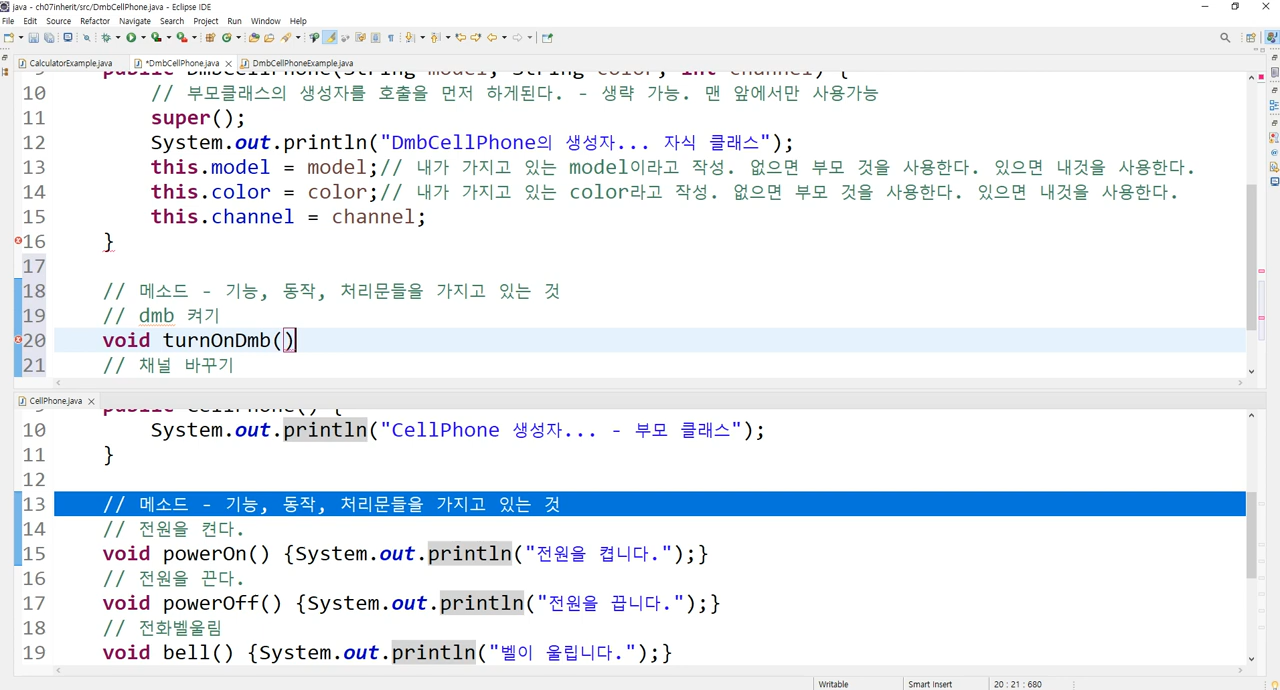 java - ch07inherit/src/DmbCellPhone.java - Eclipse IDE
File Edit Source Refactor Navigate Search Project Run Window Help
CalculatorExample.java *DmbCellPhone.java DmbCellPhoneExample.java
9 public DmbCellPhone(String model, String color, int channel) {
10 // 부모클래스의 생성자를 호출을 먼저 하게된다. - 생략 가능. 맨 앞에서만 사용가능
11 super();
12 System.out.println("DmbCellPhone의 생성자... 자식 클래스");
13 this.model = model;// 내가 가지고 있는 model이라고 작성. 없으면 부모 것을 사용한다. 있으면 내것을 사용한다.
14 this.color = color;// 내가 가지고 있는 color라고 작성. 없으면 부모 것을 사용한다. 있으면 내것을 사용한다.
15 this.channel = channel;
16 }
17
18 // 메소드 - 기능, 동작, 처리문들을 가지고 있는 것
19 // dmb 켜기
20 void turnOnDmb()
21 // 채널 바꾸기
CellPhone.java
9 public CellPhone() {
10 System.out.println("CellPhone 생성자... - 부모 클래스");
11 }
12
13 // 메소드 - 기능, 동작, 처리문들을 가지고 있는 것
14 // 전원을 켠다.
15 void powerOn() {System.out.println("전원을 켭니다.");}
16 // 전원을 끈다.
17 void powerOff() {System.out.println("전원을 끕니다.");}
18 // 전화벨울림
19 void bell() {System.out.println("벨이 울립니다.");}
Writable Smart Insert 20 : 21 : 680